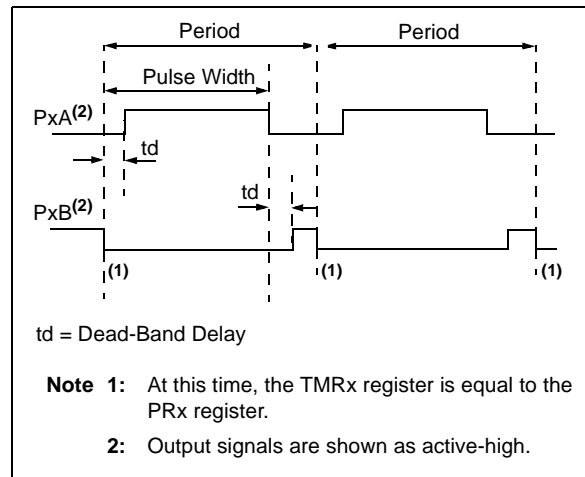 Period Period
Pulse Width
PxA(2)
td
td
PxB(2)
(1) (1) (1)
td = Dead-Band Delay
Note 1: At this time, the TMRx register is equal to the
PRx register.
2: Output signals are shown as active-high.